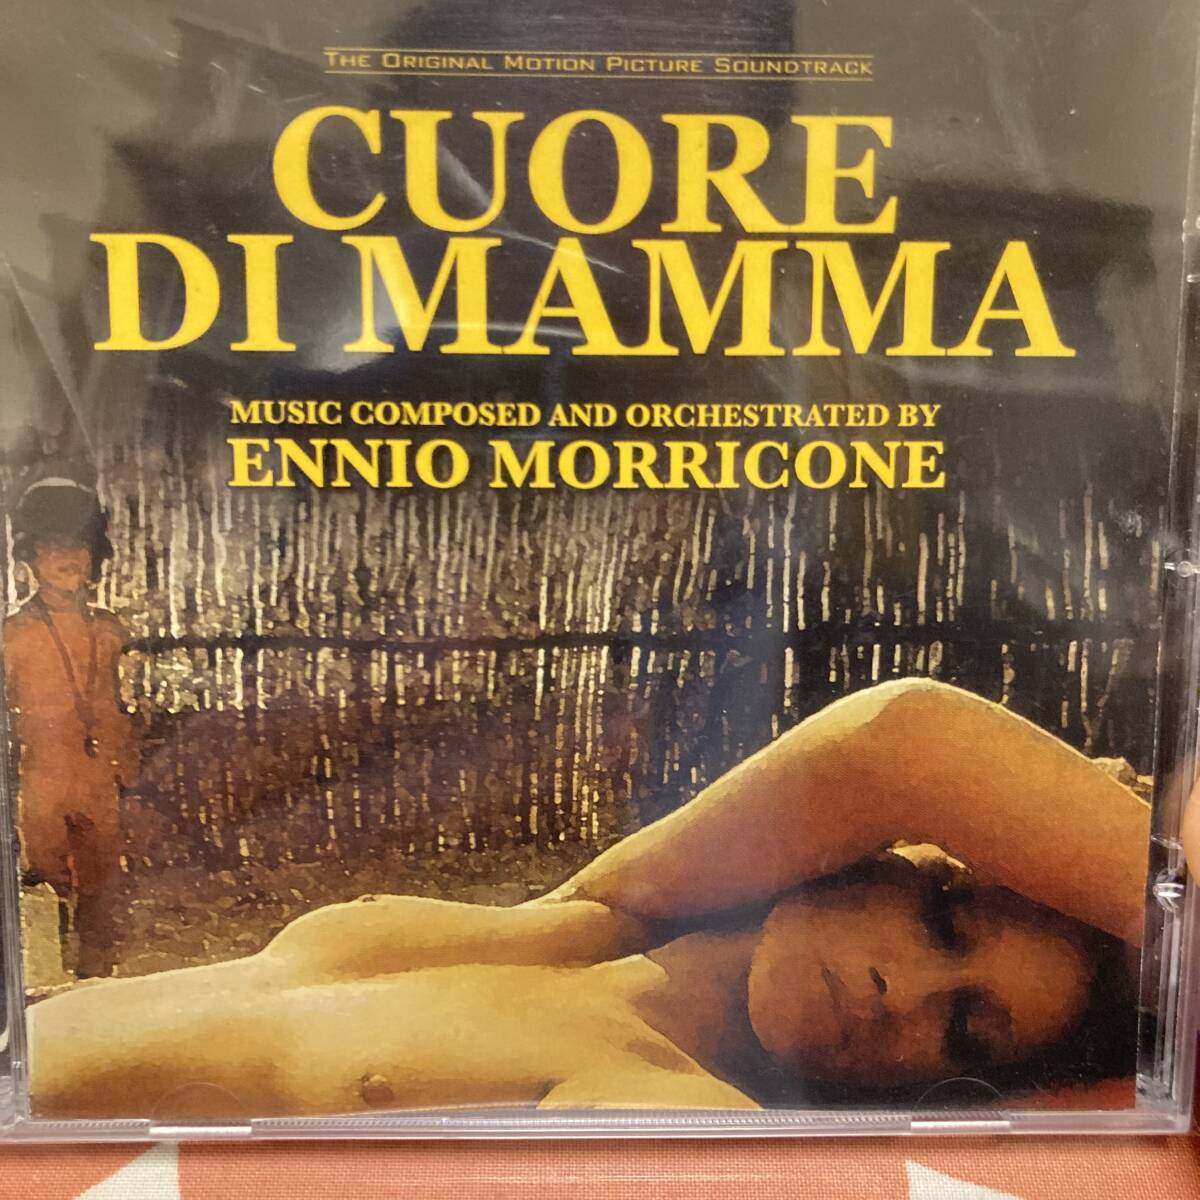 THE ORIGINAL MOTION PICTURE SOUNDTRACK
CUORE
DI MAMMA
MUSIC COMPOSED AND ORCHESTRATED BY
ENNIO MORRICONE